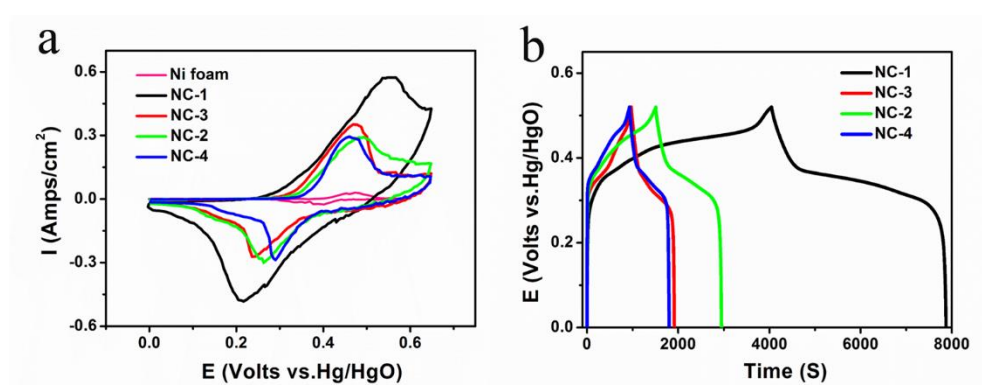 a
I (Amps/cm²)
0.6
0.3
0.0
-0.3
-0.6
Ni foam
NC-1
NC-3
NC-2
NC-4
0.0 0.2 0.4 0.6
E (Volts vs.Hg/HgO)
b
E (Volts vs.Hg/HgO)
0.6
0.4
0.2
0.0
NC-1
NC-3
NC-2
NC-4
0 2000 4000 6000 8000
Time (S)